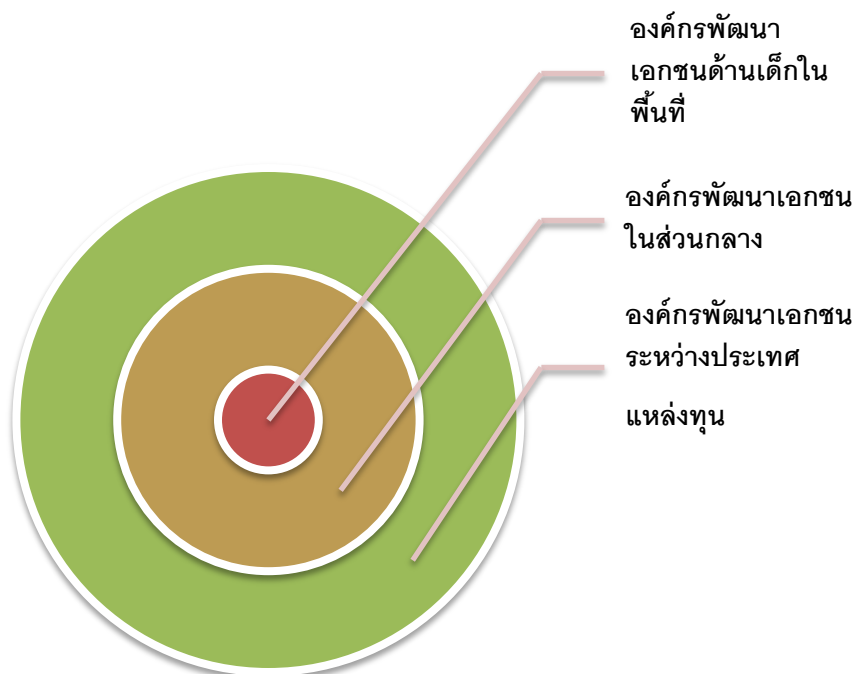 องค์กรพัฒนา
เอกชนด้านเด็กใน
พื้นที่
องค์กรพัฒนาเอกชน
ในส่วนกลาง
องค์กรพัฒนาเอกชน
ระหว่างประเทศ
แหล่งทุน